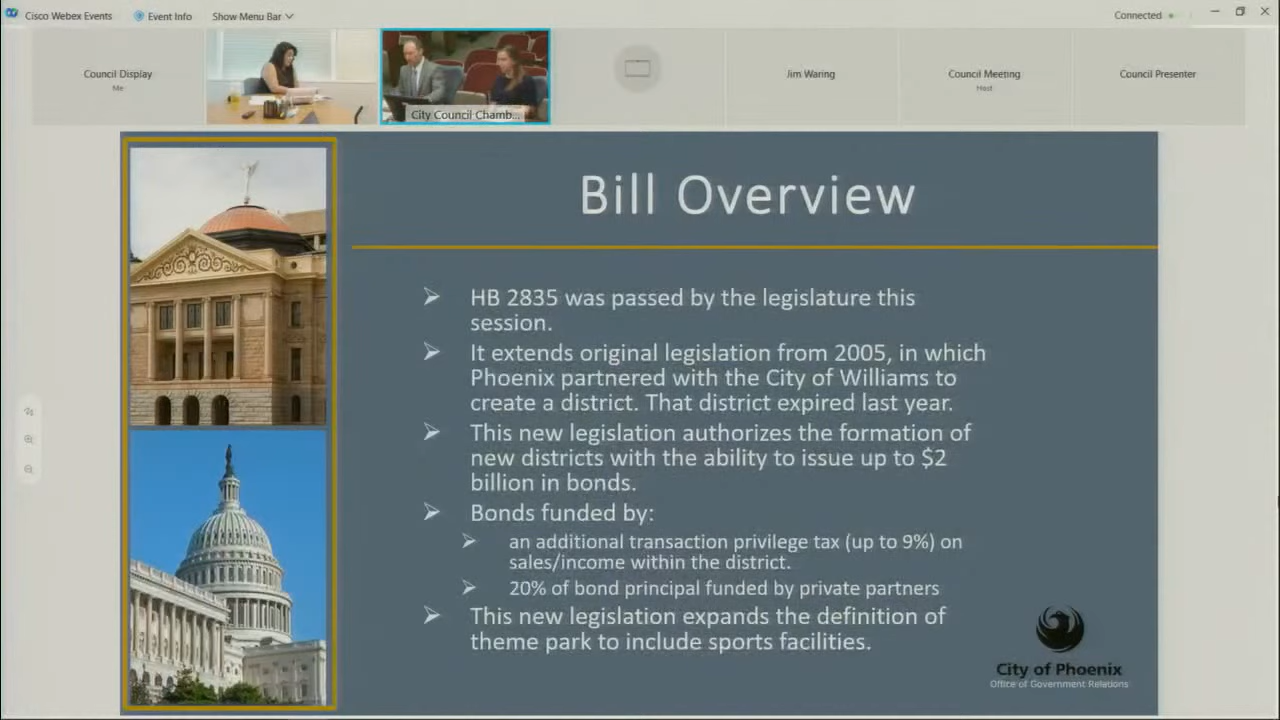 Cisco Webex Events
Event Info
Show Menu Bar
Connected
Council Display
Me
City Council Chamb...
Jim Waring
Council Meeting
Host
Council Presenter
Bill Overview
HB 2835 was passed by the legislature this
session.
It extends original legislation from 2005, in which
Phoenix partnered with the City of Williams to
create a district. That district expired last year.
This new legislation authorizes the formation of
new districts with the ability to issue up to $2
billion in bonds.
Bonds funded by:
an additional transaction privilege tax (up to 9%) on
sales/income within the district.
20% of bond principal funded by private partners
This new legislation expands the definition of
theme park to include sports facilities.
City of Phoenix
Office of Government Relations